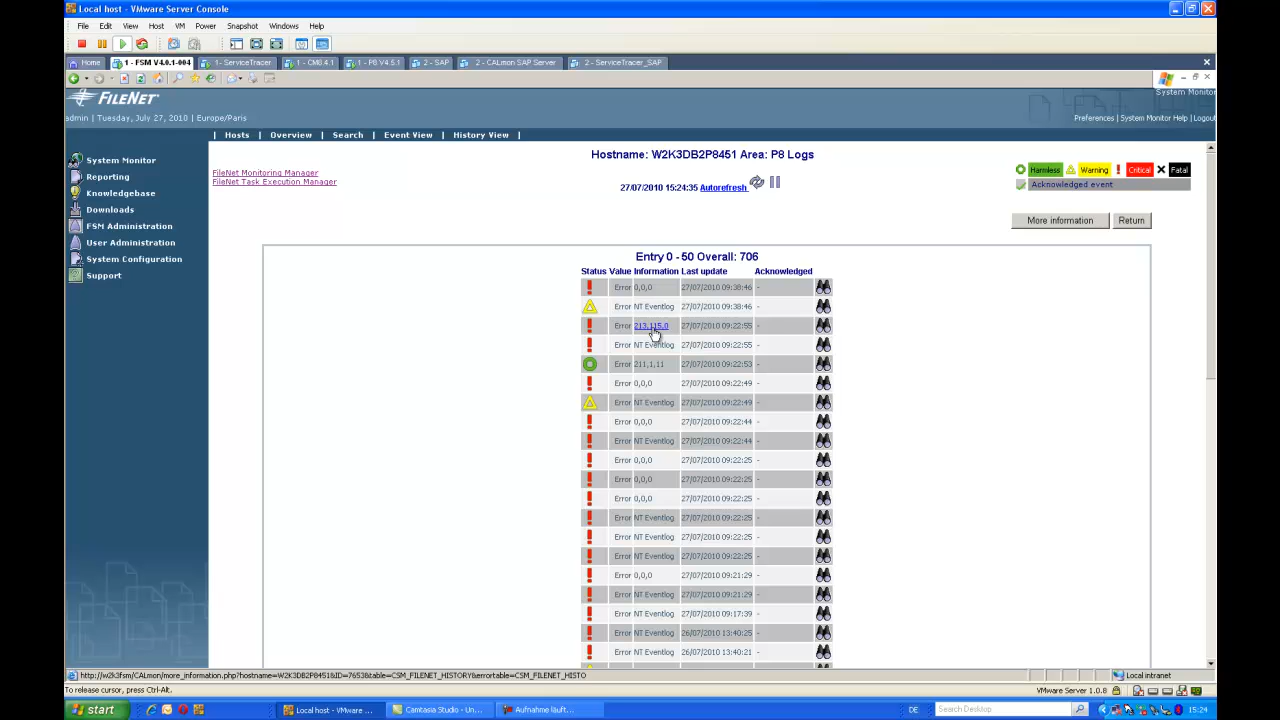 Local host - VMware Server Console
File Edit View Host VM Power Snapshot Windows Help
Home 1 - FSM V4.0.1-004 1- ServiceTracer 1 - CM8.4.1 1 - P8 V4.5.1 2 - SAP 2 - CALmon SAP Server 2 - ServiceTracer_SAP
FILENET
System Monitor
admin | Tuesday, July 27, 2010 | Europe/Paris
Preferences | System Monitor Help | Logout
| Hosts | Overview | Search | Event View | History View |
System Monitor
Reporting
Knowledgebase
Downloads
FSM Administration
User Administration
System Configuration
Support
Hostname: W2K3DB2P8451 Area: P8 Logs
FileNet Monitoring Manager
FileNet Task Execution Manager
27/07/2010 15:24:35 Autorefresh
Harmless Warning Critical Fatal
Acknowledged event
More information Return
Entry 0 - 50 Overall: 706
Status Value Information Last update Acknowledged
Error 0,0,0 27/07/2010 09:38:46 -
Error NT Eventlog 27/07/2010 09:38:46 -
Error 213,115,0 27/07/2010 09:22:55 -
Error NT Eventlog 27/07/2010 09:22:55 -
Error 211,1,11 27/07/2010 09:22:53 -
Error 0,0,0 27/07/2010 09:22:49 -
Error NT Eventlog 27/07/2010 09:22:49 -
Error 0,0,0 27/07/2010 09:22:44 -
Error NT Eventlog 27/07/2010 09:22:44 -
Error 0,0,0 27/07/2010 09:22:25 -
Error 0,0,0 27/07/2010 09:22:25 -
Error 0,0,0 27/07/2010 09:22:25 -
Error NT Eventlog 27/07/2010 09:22:25 -
Error NT Eventlog 27/07/2010 09:22:25 -
Error NT Eventlog 27/07/2010 09:22:25 -
Error 0,0,0 27/07/2010 09:21:29 -
Error NT Eventlog 27/07/2010 09:21:29 -
Error NT Eventlog 27/07/2010 09:17:39 -
Error NT Eventlog 26/07/2010 13:40:25 -
Error NT Eventlog 26/07/2010 13:40:21 -
http://w2k3fsm/CALmon/more_information.php?hostname=W2K3DB2P8451&ID=76538&table=CSM_FILENET_HISTORY&errortable=CSM_FILENET_HISTO
Local intranet
To release cursor, press Ctrl-Alt.
VMware Server 1.0.8
start Local host - VMware ... Camtasia Studio - Un... Aufnahme läuft... DE Search Desktop 15:24